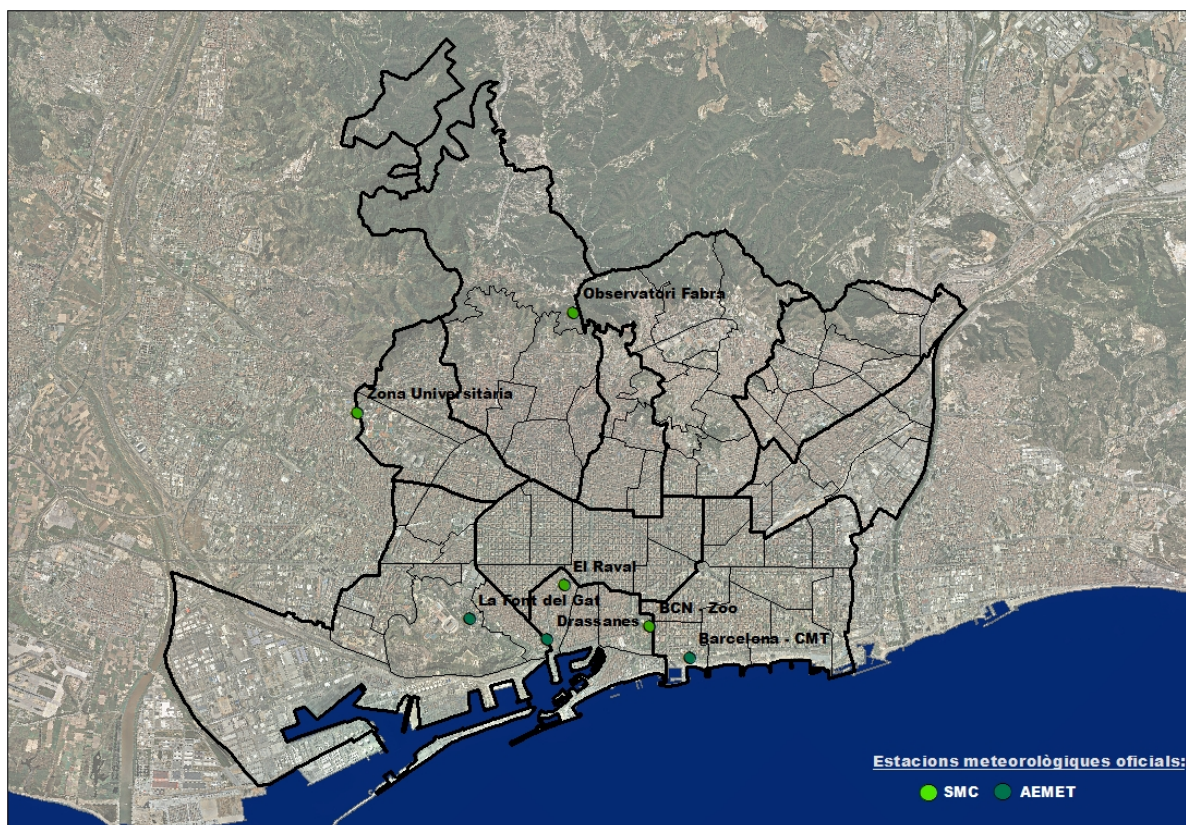 Observatori Fabra
Zona Universitària
El Raval
La Font del Gat
BCN - Zoo
Drassanes
Barcelona - CMT
Estacions meteorològiques oficials:
SMC AEMET